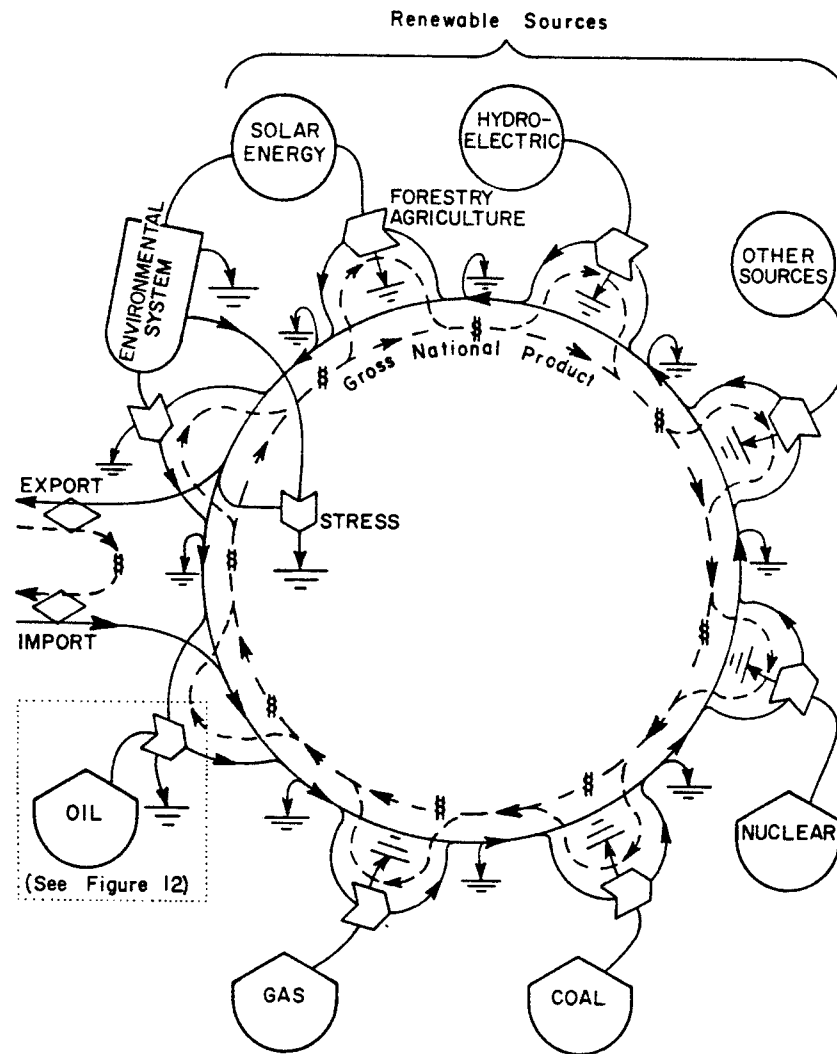 Renewable Sources
SOLAR
ENERGY
HYDRO-
ELECTRIC
FORESTRY
AGRICULTURE
OTHER
SOURCES
ENVIRONMENTAL
SYSTEM
Gross National Product
EXPORT
STRESS
IMPORT
OIL
(See Figure 12)
NUCLEAR
GAS
COAL